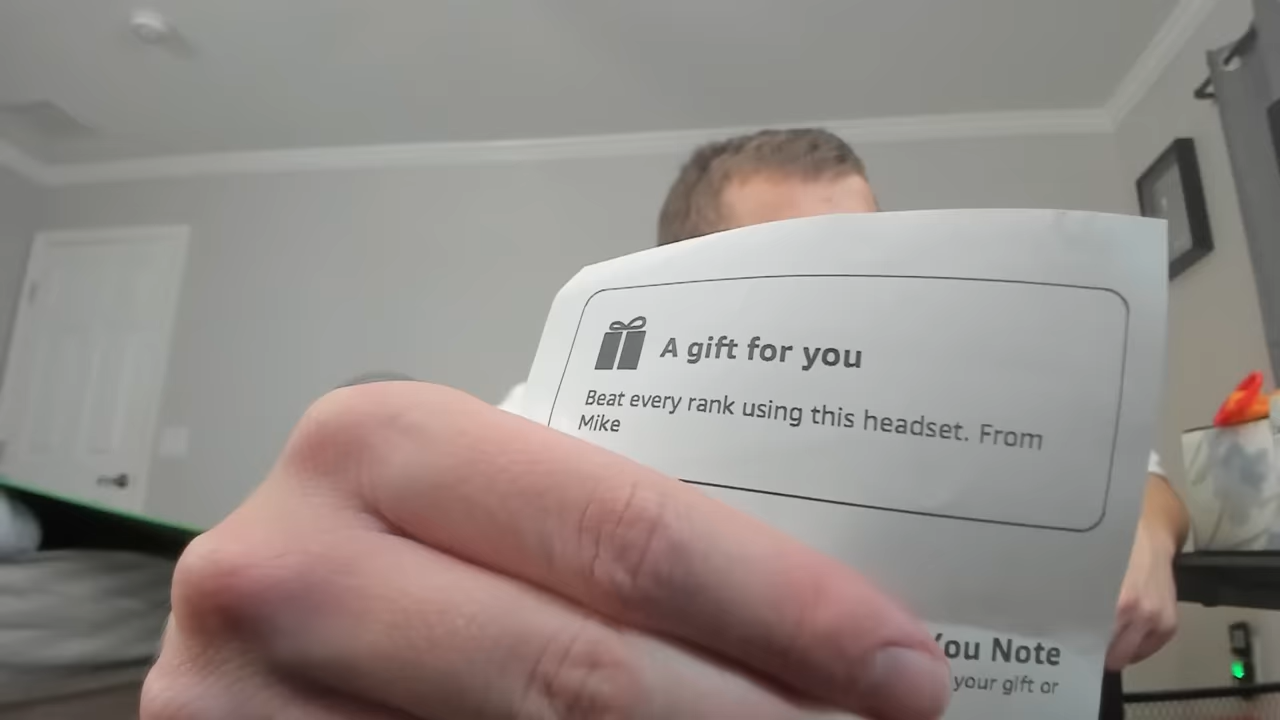 A gift for you
Beat every rank using this headset. From
Mike
You Note
your gift or